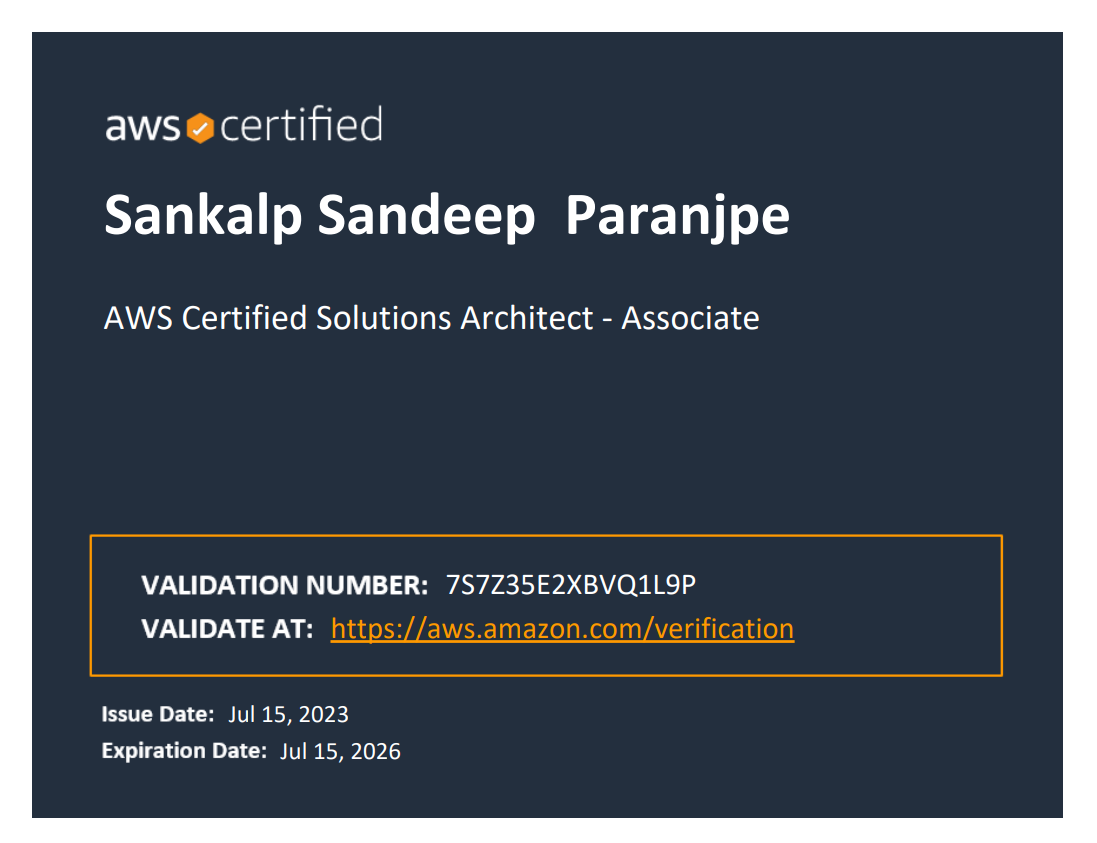 aws certified
Sankalp Sandeep  Paranjpe
AWS Certified Solutions Architect - Associate
VALIDATION NUMBER: 7S7Z35E2XBVQ1L9P
VALIDATE AT: https://aws.amazon.com/verification
Issue Date: Jul 15, 2023
Expiration Date: Jul 15, 2026